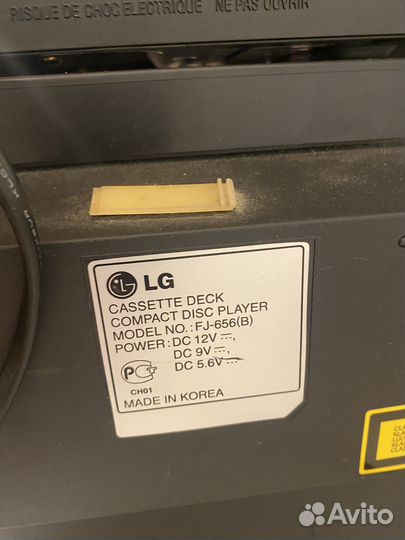 RISQUE DE CHOC ELECTRIQUE NE PAS OUVRIR
LG
CASSETTE DECK
COMPACT DISC PLAYER
MODEL NO.:FJ-656(B)
POWER:DC 12V
DC 9V
DC 5.6V
CH01
MADE IN KOREA
Avito